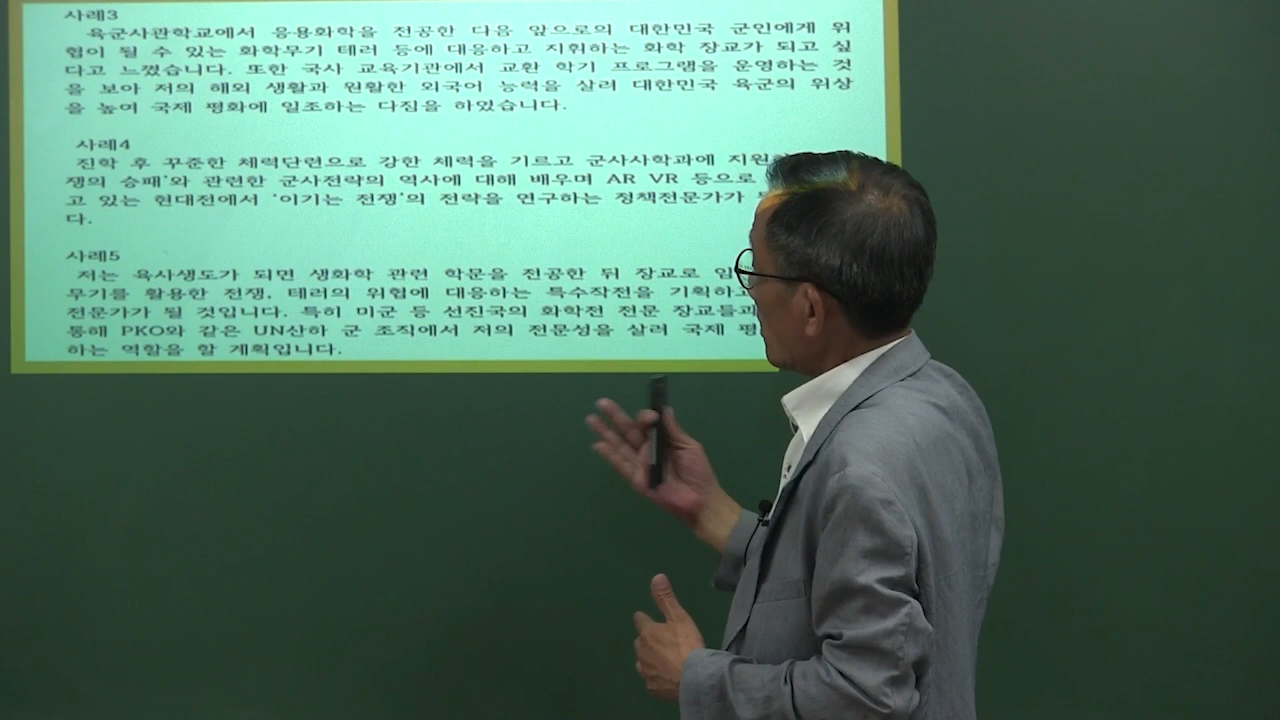 사례3
육군사관학교에서 응용화학을 전공한 다음 앞으로의 대한민국 군인에게 위
협이 될 수 있는 화학무기 테러 등에 대응하고 지휘하는 화학 장교가 되고 싶
다고 느꼈습니다. 또한 국사 교육기관에서 교환 학기 프로그램을 운영하는 것
을 보아 저의 해외 생활과 원활한 외국어 능력을 살려 대한민국 육군의 위상
을 높여 국제 평화에 일조하는 다짐을 하였습니다.
사례4
진학 후 꾸준한 체력단련으로 강한 체력을 기르고 군사사학과에 지원
쟁의 승패'와 관련한 군사전략의 역사에 대해 배우며 AR VR 등으로
고 있는 현대전에서 '이기는 전쟁'의 전략을 연구하는 정책전문가가
다.
사례5
저는 육사생도가 되면 생화학 관련 학문을 전공한 뒤 장교로 임
무기를 활용한 전쟁, 테러의 위협에 대응하는 특수작전을 기획하고
전문가가 될 것입니다. 특히 미군 등 선진국의 화학전 전문 장교들과
통해 PKO와 같은 UN산하 군 조직에서 저의 전문성을 살려 국제 평
하는 역할을 할 계획입니다.